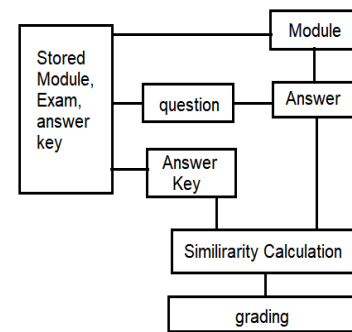 Module
Stored
Module,
Exam,
answer
key
question
Answer
Answer
Key
Similirarity Calculation
grading